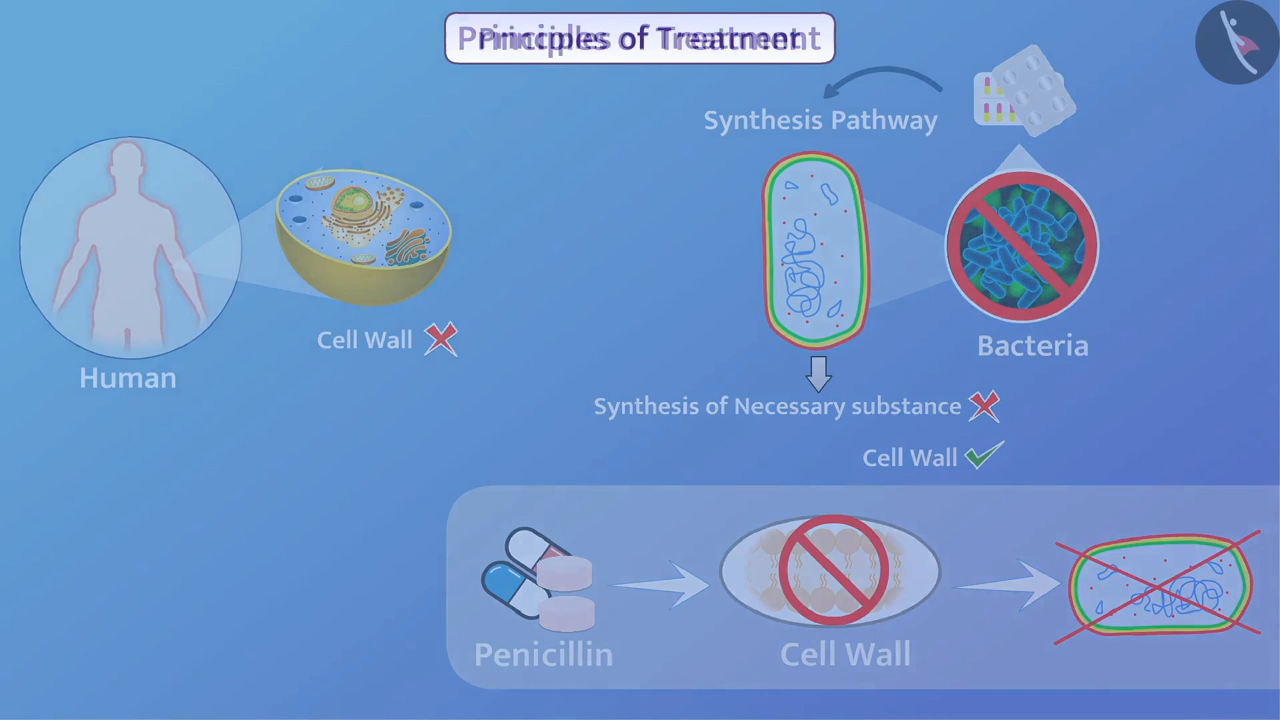 Principles of Treatment
Synthesis Pathway
Cell Wall
Human
Bacteria
Synthesis of Necessary substance
Cell Wall
Penicillin
Cell Wall